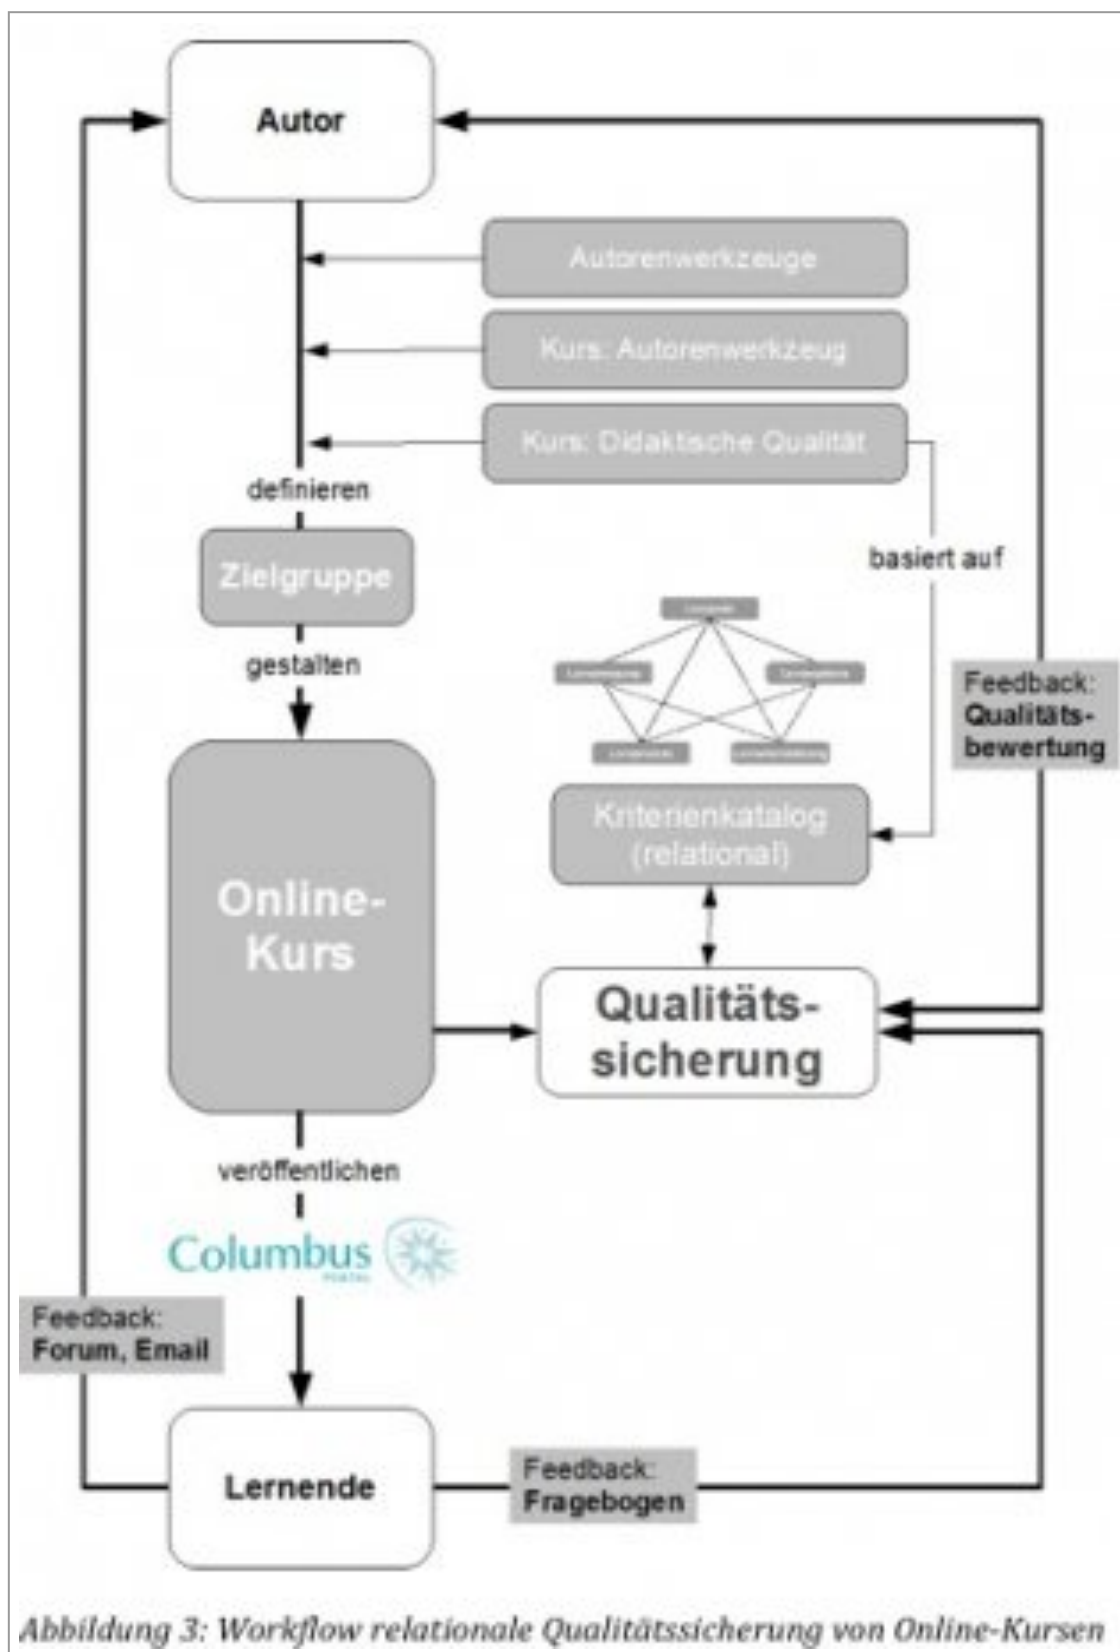 Autor
Autorenwerkzeuge
Kurs: Autorenwerkzeug
Kurs: Didaktische Qualität
definieren
basiert auf
Zielgruppe
gestalten
Feedback:
Qualitäts-
bewertung
Kriterienkatalog
(relational)
Online-
Kurs
Qualitäts-
sicherung
veröffentlichen
Columbus
PORTAL
Feedback:
Forum, Email
Lernende
Feedback:
Fragebogen
Abbildung 3: Workflow relationale Qualitätssicherung von Online-Kursen